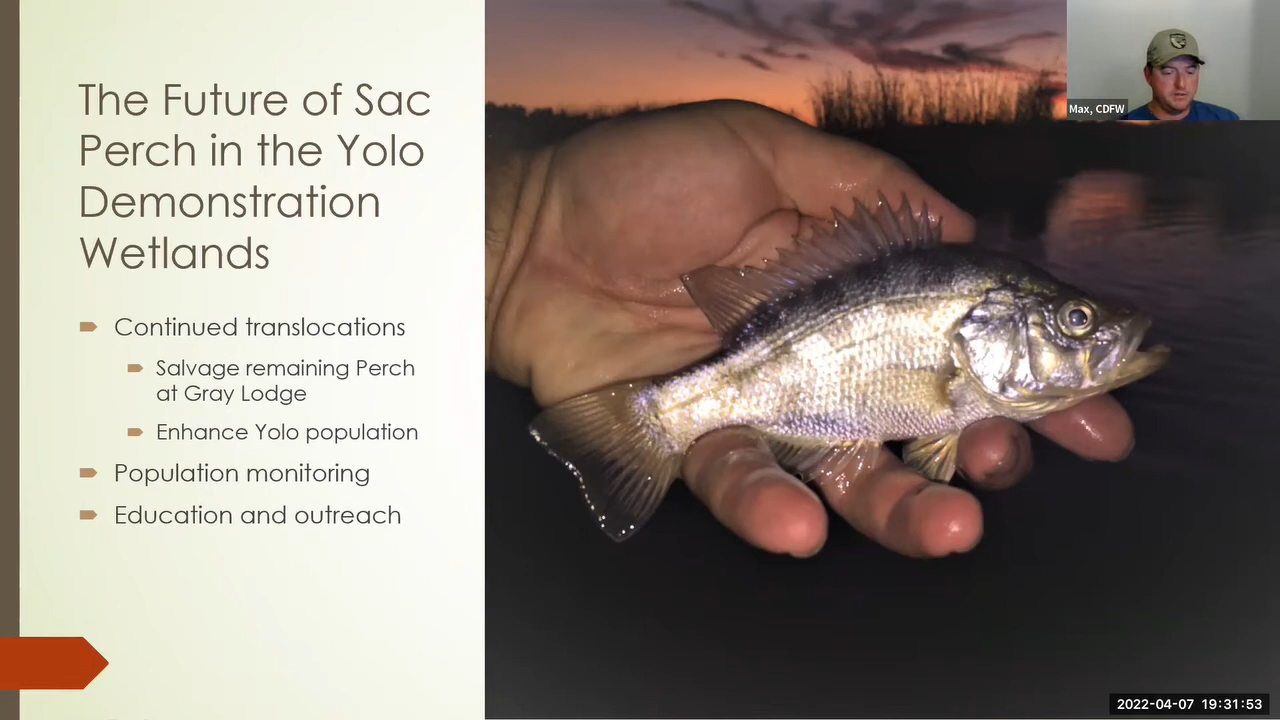 The Future of Sac
Perch in the Yolo
Demonstration
Wetlands
Continued translocations
Salvage remaining Perch
at Gray Lodge
Enhance Yolo population
Population monitoring
Education and outreach
Max, CDFW
2022-04-07 19:31:53